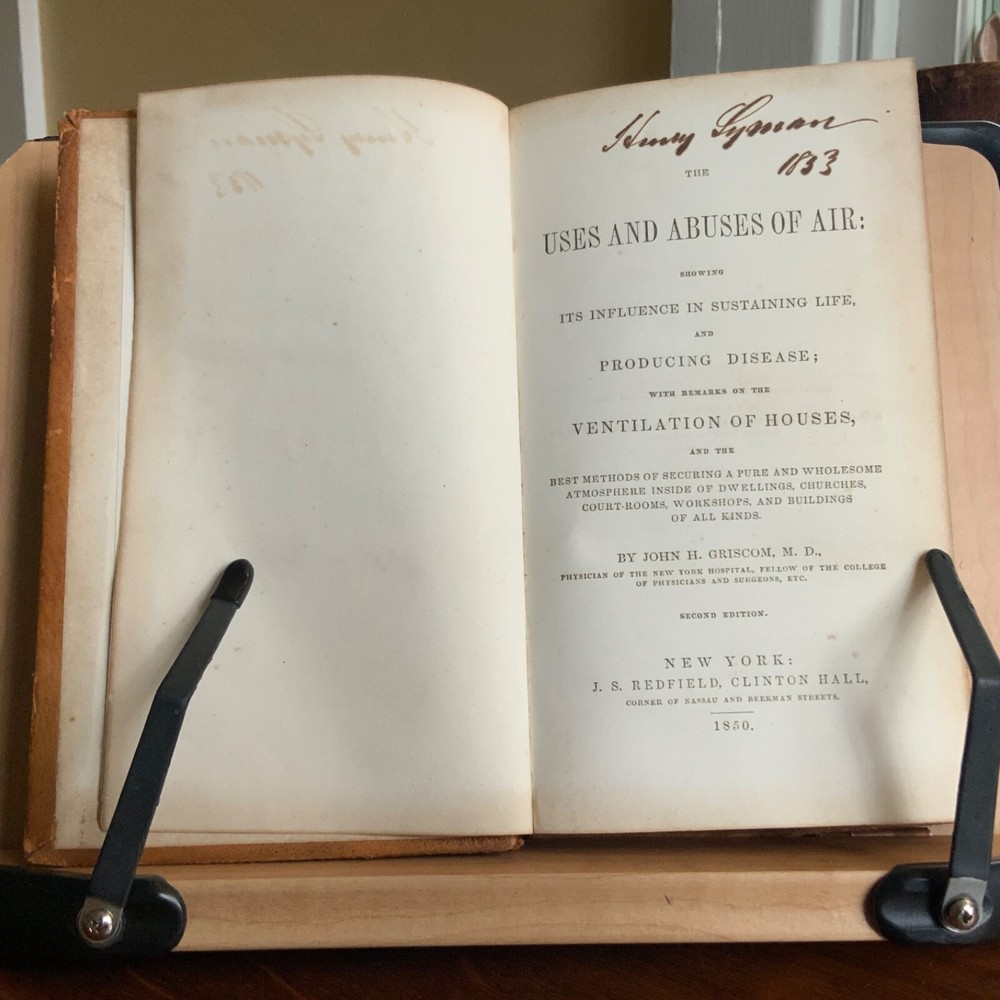 Henry Lyman
1833
THE
USES AND ABUSES OF AIR:
SHOWING
ITS INFLUENCE IN SUSTAINING LIFE,
AND
PRODUCING DISEASE;
WITH REMARKS ON THE
VENTILATION OF HOUSES,
AND THE
BEST METHODS OF SECURING A PURE AND WHOLESOME
ATMOSPHERE INSIDE OF DWELLINGS, CHURCHES,
COURT-ROOMS, WORKSHOPS, AND BUILDINGS
OF ALL KINDS.
BY JOHN H. GRISCOM, M. D.,
PHYSICIAN OF THE NEW YORK HOSPITAL, FELLOW OF THE COLLEGE
OF PHYSICIANS AND SURGEONS, ETC.
SECOND EDITION.
NEW YORK:
J. S. REDFIELD, CLINTON HALL,
CORNER OF NASSAU AND BEEKMAN STREETS.
1850.